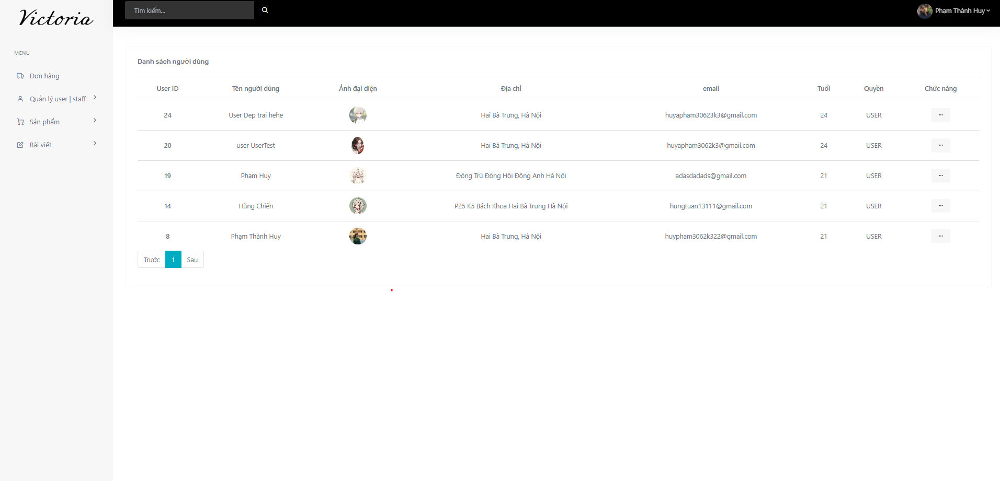 Victoria
Tìm kiếm...
Phạm Thành Huy
MENU
Đơn hàng
Quản lý user | staff
Sản phẩm
Bài viết
Danh sách người dùng
User ID Tên người dùng Ảnh đại diện Địa chỉ email Tuổi Quyền Chức năng
24 User Dep trai hehe Hai Bà Trưng, Hà Nội huyapham30623k3@gmail.com 24 USER ...
20 user UserTest Hai Bà Trưng, Hà Nội huyapham3062k3@gmail.com 24 USER ...
19 Phạm Huy Đông Trù Đông Hội Đông Anh Hà Nội adasdadads@gmail.com 21 USER ...
14 Hùng Chiến P25 K5 Bách Khoa Hai Bà Trưng Hà Nội hungtuan13111@gmail.com 21 USER ...
8 Phạm Thành Huy Hai Bà Trưng, Hà Nội huypham3062k322@gmail.com 21 USER ...
Trước 1 Sau